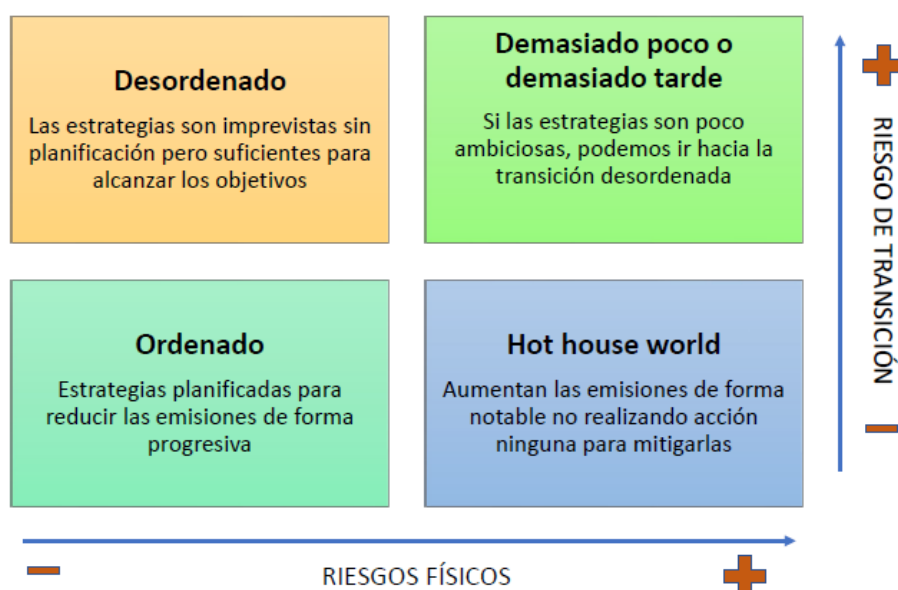 Desordenado
Las estrategias son imprevistas sin
planificación pero suficientes para
alcanzar los objetivos
Demasiado poco o
demasiado tarde
Si las estrategias son poco
ambiciosas, podemos ir hacia la
transición desordenada
Ordenado
Estrategias planificadas para
reducir las emisiones de forma
progresiva
Hot house world
Aumentan las emisiones de forma
notable no realizando acción
ninguna para mitigarlas
RIESGO DE TRANSICIÓN
RIESGOS FÍSICOS